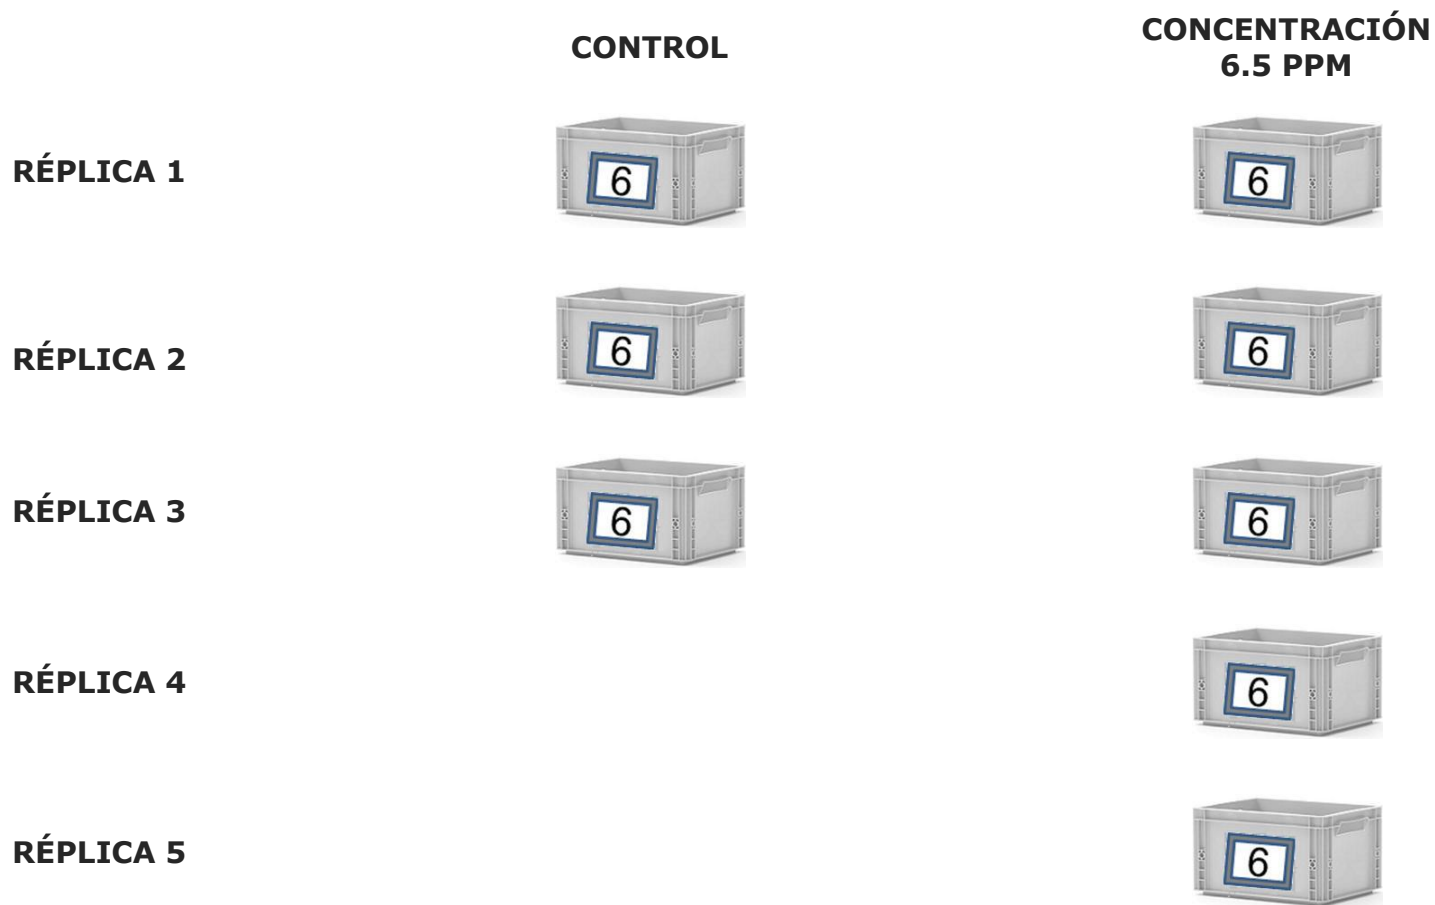 CONTROL
CONCENTRACIÓN
6.5 PPM
RÉPLICA 1
6
6
RÉPLICA 2
6
6
RÉPLICA 3
6
6
RÉPLICA 4
6
RÉPLICA 5
6